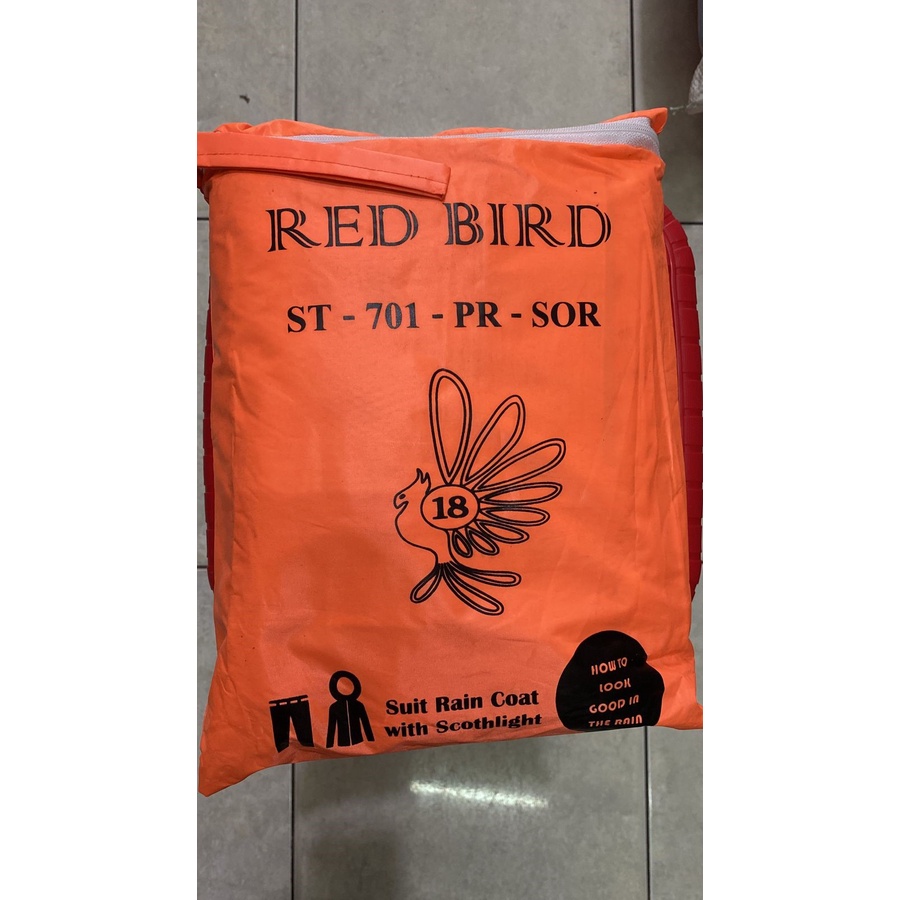 RED BIRD
ST - 701 - PR - SOR
18
Suit Rain Coat
with Scothlight
HOW TO
LOOK
GOOD IN
THE RAIN